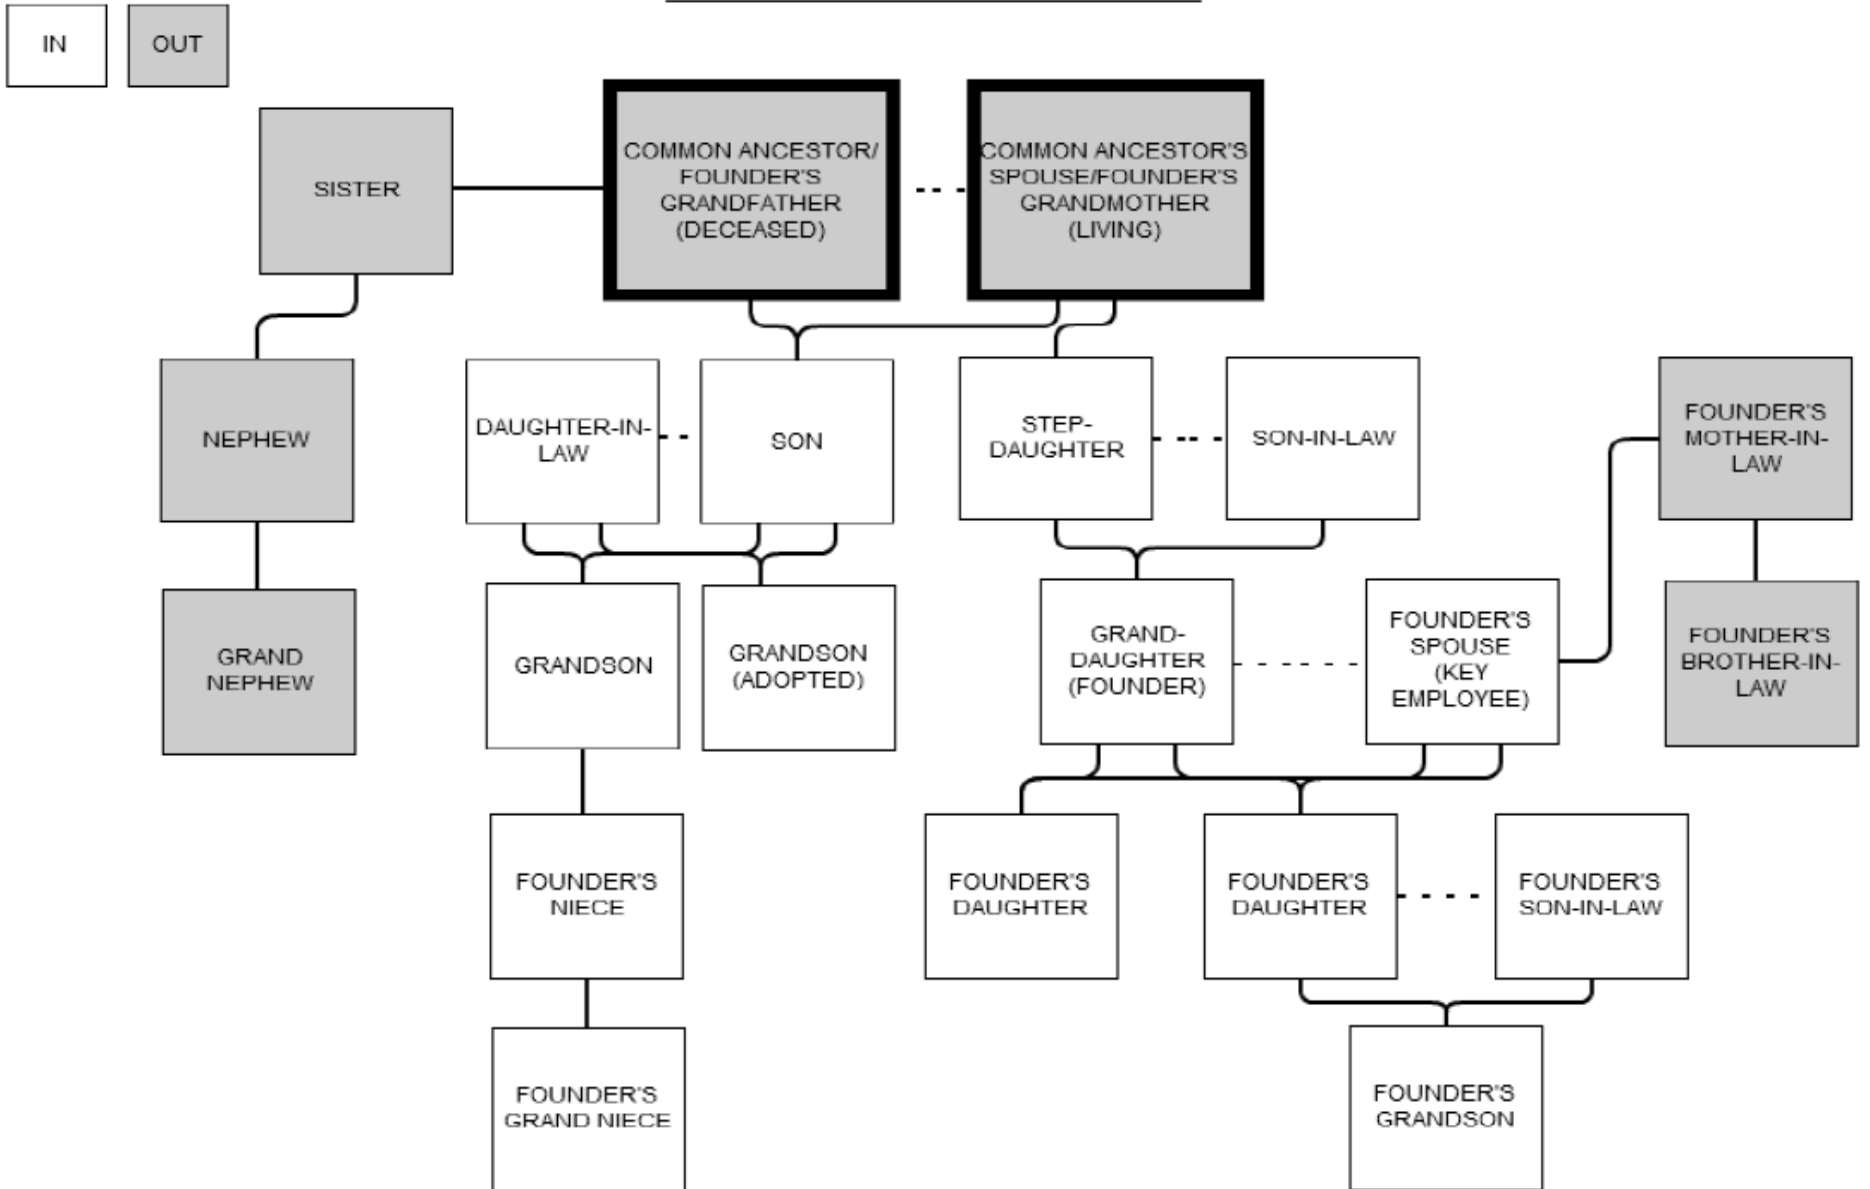 IN
OUT
SISTER
COMMON ANCESTOR/
FOUNDER'S
GRANDFATHER
(DECEASED)
COMMON ANCESTOR'S
SPOUSE/FOUNDER'S
GRANDMOTHER
(LIVING)
NEPHEW
DAUGHTER-IN-
LAW
SON
STEP-
DAUGHTER
SON-IN-LAW
FOUNDER'S
MOTHER-IN-
LAW
GRAND
NEPHEW
GRANDSON
GRANDSON
(ADOPTED)
GRAND-
DAUGHTER
(FOUNDER)
FOUNDER'S
SPOUSE
(KEY
EMPLOYEE)
FOUNDER'S
BROTHER-IN-
LAW
FOUNDER'S
NIECE
FOUNDER'S
DAUGHTER
FOUNDER'S
DAUGHTER
FOUNDER'S
SON-IN-LAW
FOUNDER'S
GRAND NIECE
FOUNDER'S
GRANDSON